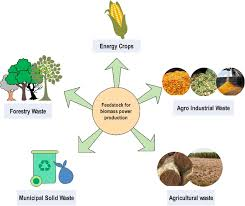 Energy Crops
Forestry Waste
Feedstock for
biomass power
production
Agro Industrial Waste
Municipal Solid Waste
Agricultural waste